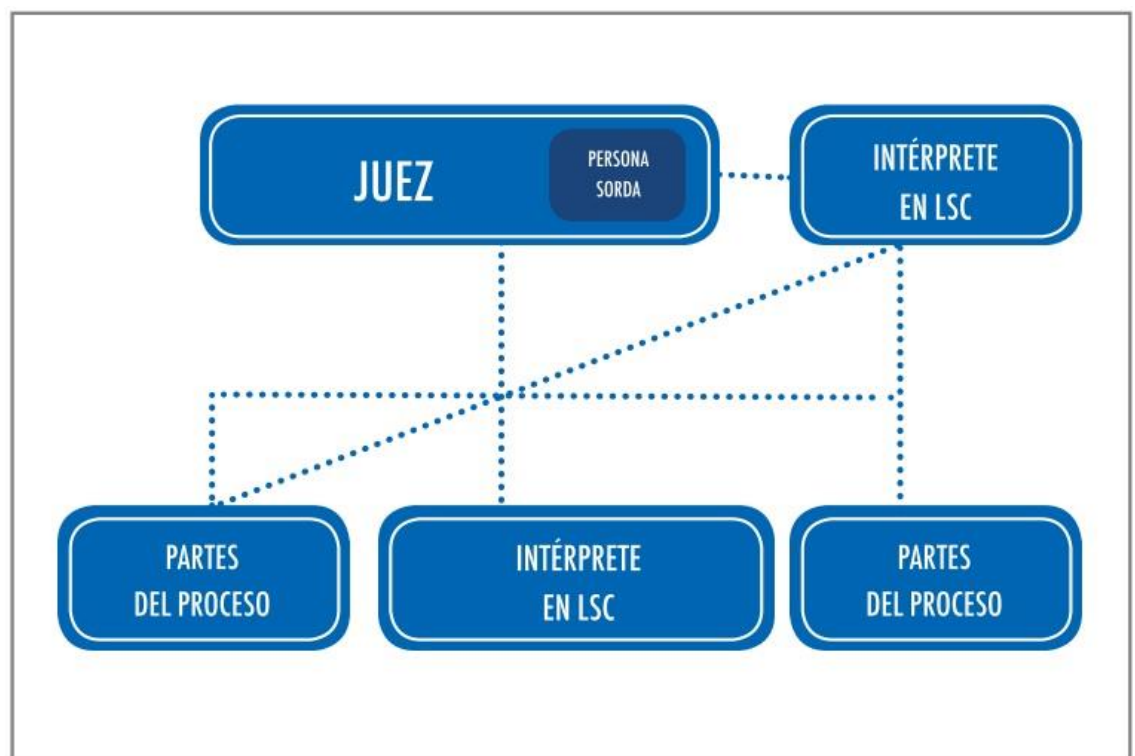 JUEZ
PERSONA
SORDA
INTÉRPRETE
EN LSC
PARTES
DEL PROCESO
INTÉRPRETE
EN LSC
PARTES
DEL PROCESO